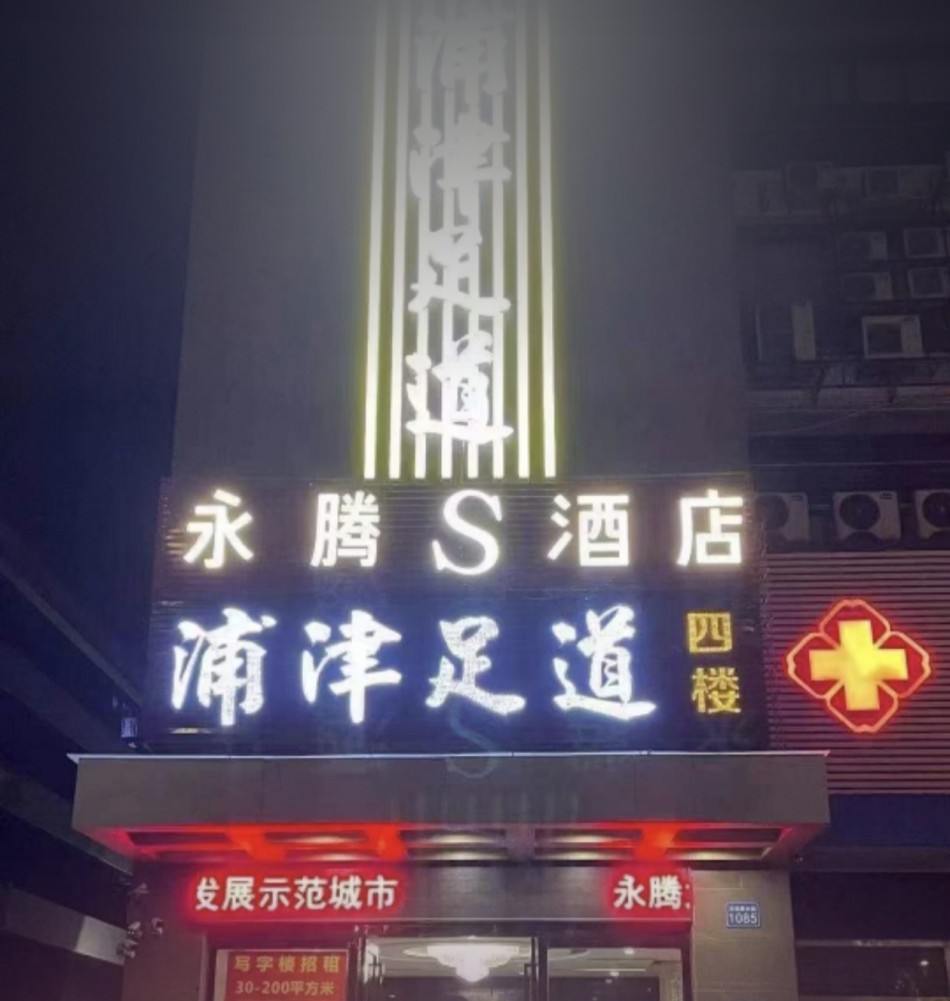 浦津足道
永腾S酒店
浦津足道
四楼
发展示范城市
永腾
1085
写字楼招租
30-200平方米